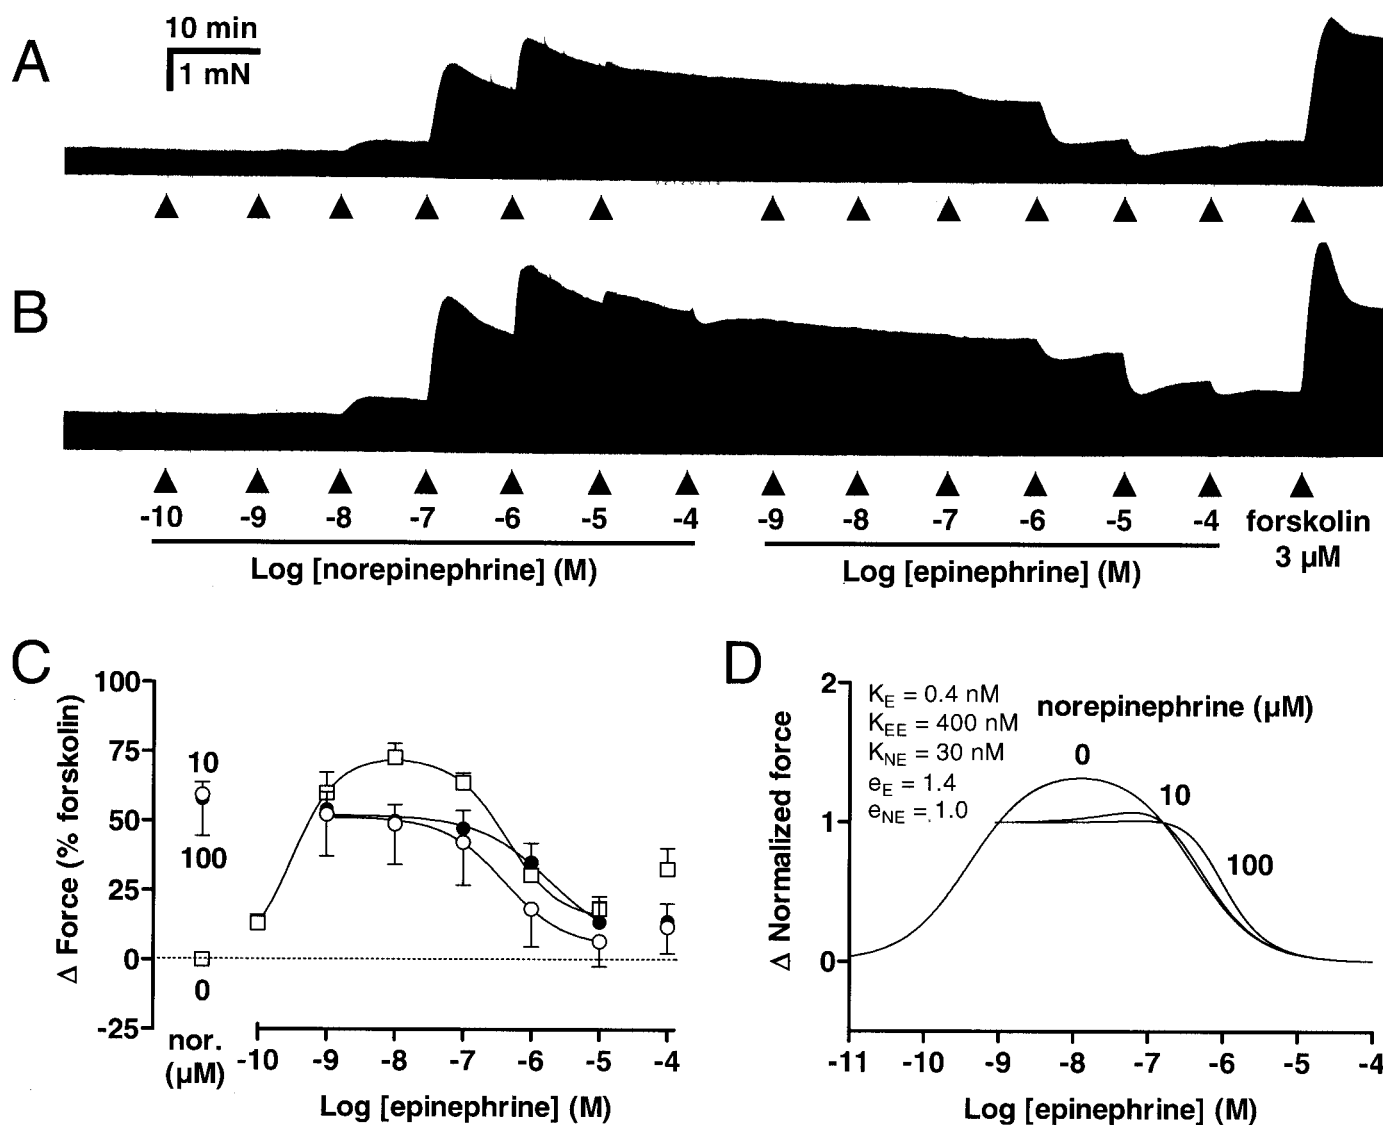 A
10 min
1 mN
B
-10 -9 -8 -7 -6 -5 -4 -9 -8 -7 -6 -5 -4 forskolin
3 µM
Log [norepinephrine] (M) Log [epinephrine] (M)
C
100
75
50
25
0
-25
Δ Force (% forskolin)
10
100
0
nor.
(µM)
-10 -9 -8 -7 -6 -5 -4
Log [epinephrine] (M)
D
2
1
0
Δ Normalized force
K_E = 0.4 nM
K_EE = 400 nM
K_NE = 30 nM
e_E = 1.4
e_NE = 1.0
norepinephrine (µM)
0
10
100
-11 -10 -9 -8 -7 -6 -5 -4
Log [epinephrine] (M)